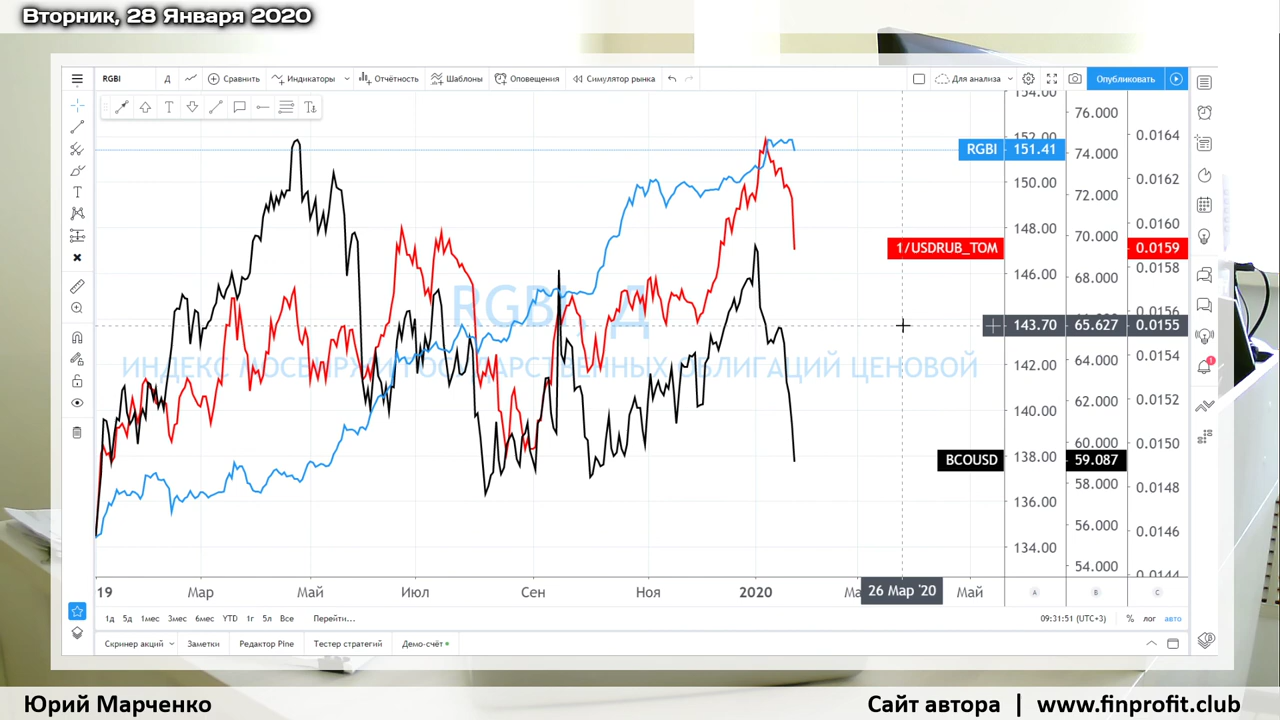 Вторник, 28 Января 2020
RGBI Д Сравнить Индикаторы Отчётность Шаблоны Оповещения Симулятор рынка Для анализа Опубликовать
154.00
76.000
152.00
0.0164
RGBI 151.41
74.000
150.00
72.000
0.0162
148.00
70.000
0.0160
1/USDRUB_TOM 0.0159
146.00
68.000
0.0158
RGBI, Д
143.70 65.627 0.0155
ИНДЕКС МОСБИРЖИ ГОСУДАРСТВЕННЫХ ОБЛИГАЦИЙ ЦЕНОВОЙ
142.00
64.000
0.0154
140.00
62.000
0.0152
138.00
60.000
0.0150
BCOUSD 59.087
136.00
58.000
0.0148
134.00
56.000
0.0146
54.000
0.0144
19 Мар Май Июл Сен Ноя 2020 26 Мар '20 Май A B C
1д 5д 1мес 3мес 6мес YTD 1г 5л Все Перейти... 09:31:51 (UTC+3) % лог авто
Скринер акций Заметки Редактор Pine Тестер стратегий Демо-счёт
Юрий Марченко Сайт автора | www.finprofit.club